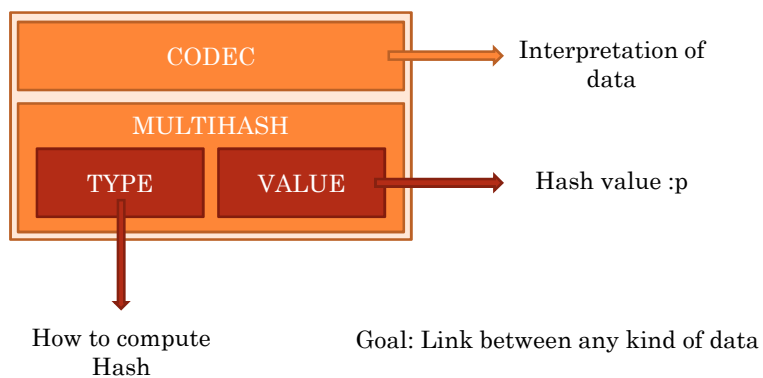 CODEC
Interpretation of
data
MULTIHASH
TYPE
VALUE
Hash value :p
How to compute
Hash
Goal: Link between any kind of data